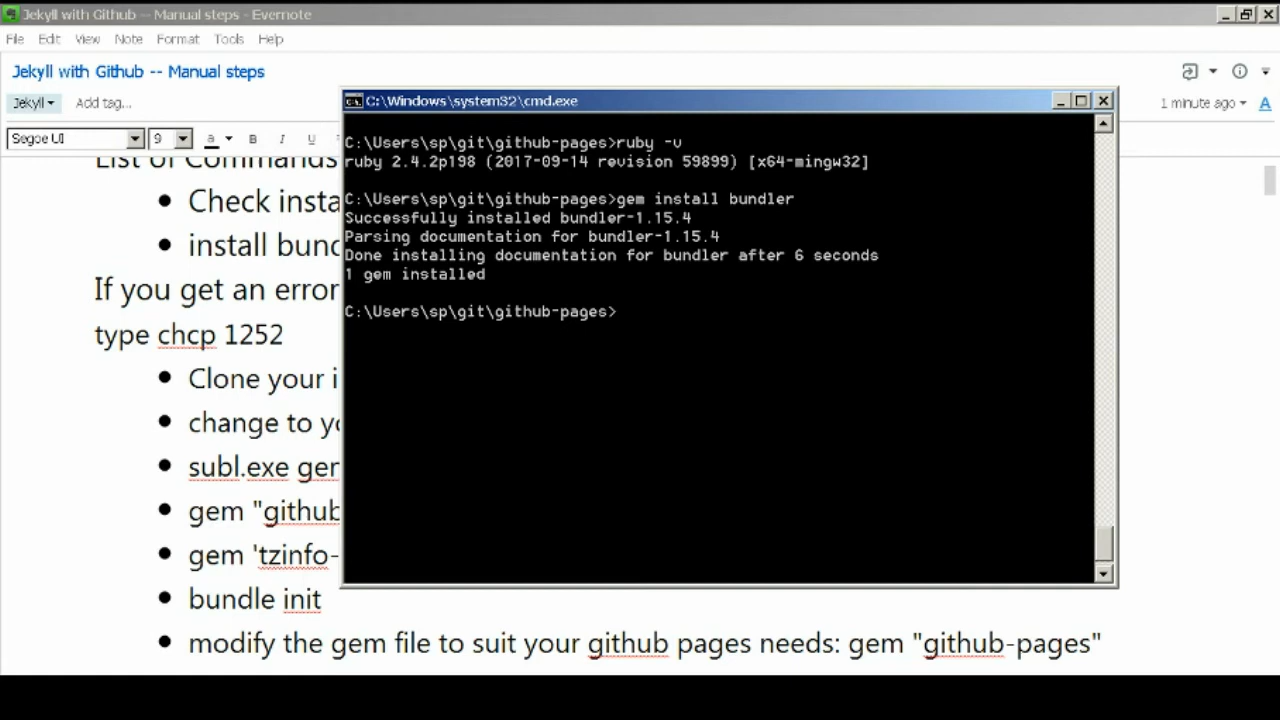 Jekyll with Github -- Manual steps - Evernote
File Edit View Note Format Tools Help
Jekyll with Github -- Manual steps
Jekyll Add tag... 1 minute ago A
Segoe UI 9 a B I U
List of Commands
Check insta
install bund
If you get an error
type chcp 1252
Clone your i
change to yo
subl.exe gem
gem "github
gem 'tzinfo-
bundle init
modify the gem file to suit your github pages needs: gem "github-pages"
C:\Windows\system32\cmd.exe
C:\Users\sp\git\github-pages>ruby -v
ruby 2.4.2p198 (2017-09-14 revision 59899) [x64-mingw32]
C:\Users\sp\git\github-pages>gem install bundler
Successfully installed bundler-1.15.4
Parsing documentation for bundler-1.15.4
Done installing documentation for bundler after 6 seconds
1 gem installed
C:\Users\sp\git\github-pages>